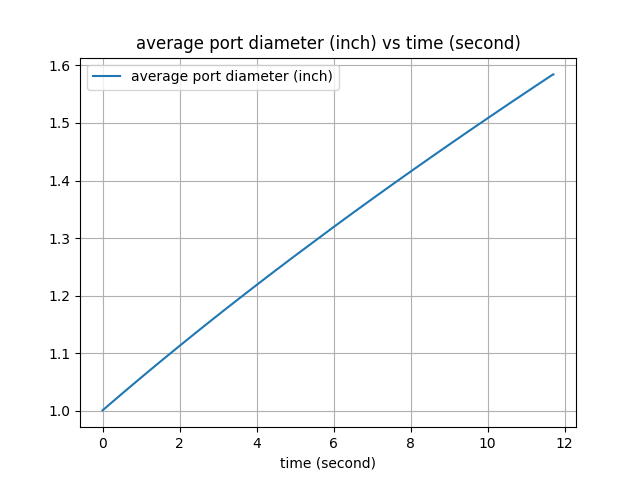 average port diameter (inch) vs time (second)
average port diameter (inch)
1.6
1.5
1.4
1.3
1.2
1.1
1.0
0 2 4 6 8 10 12
time (second)